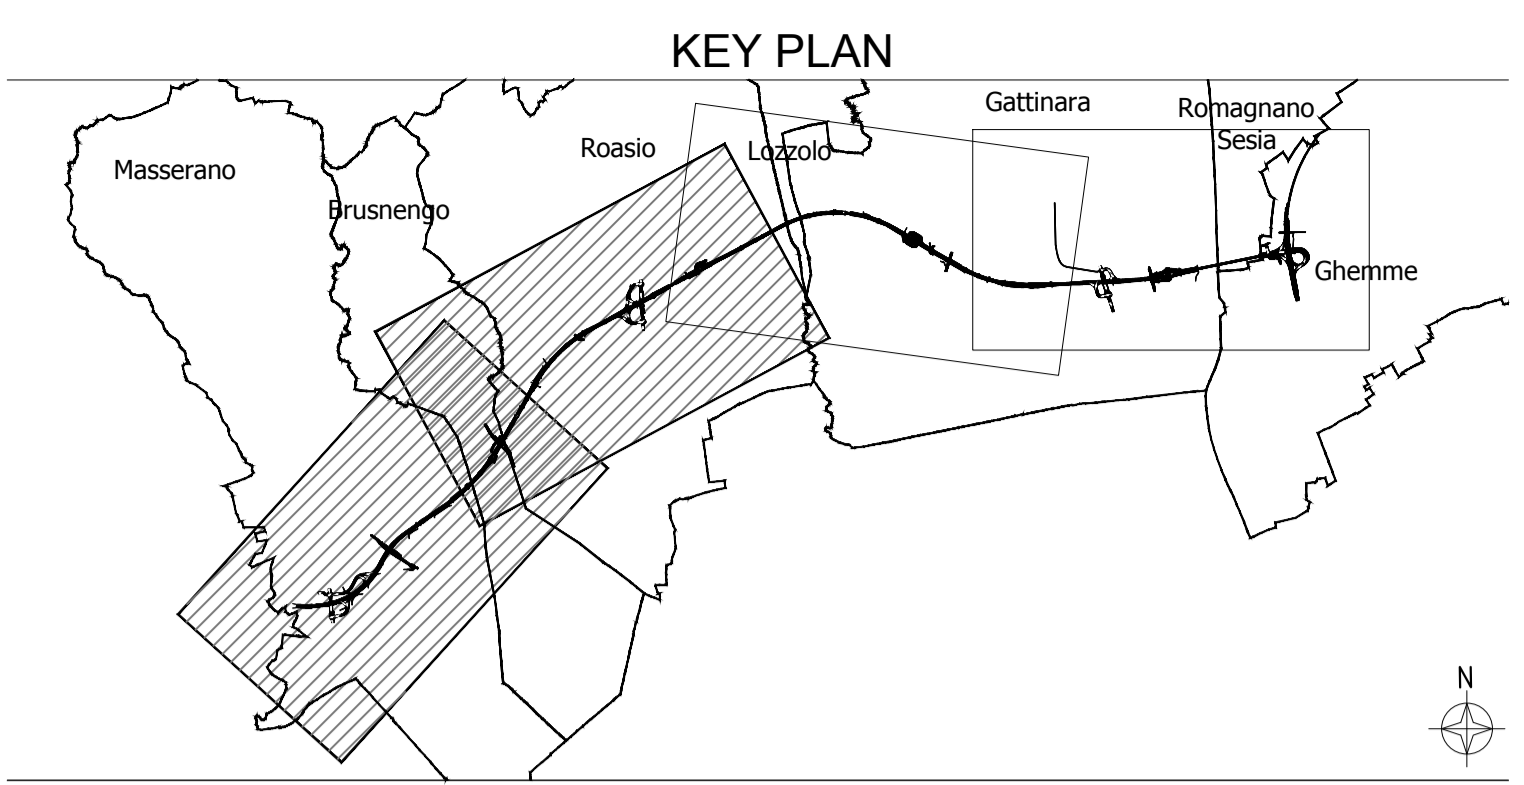 KEY PLAN
Gattinara
Romagnano
Sesia
Roasio
Lozzolo
Masserano
Brusnengo
Ghemme
N